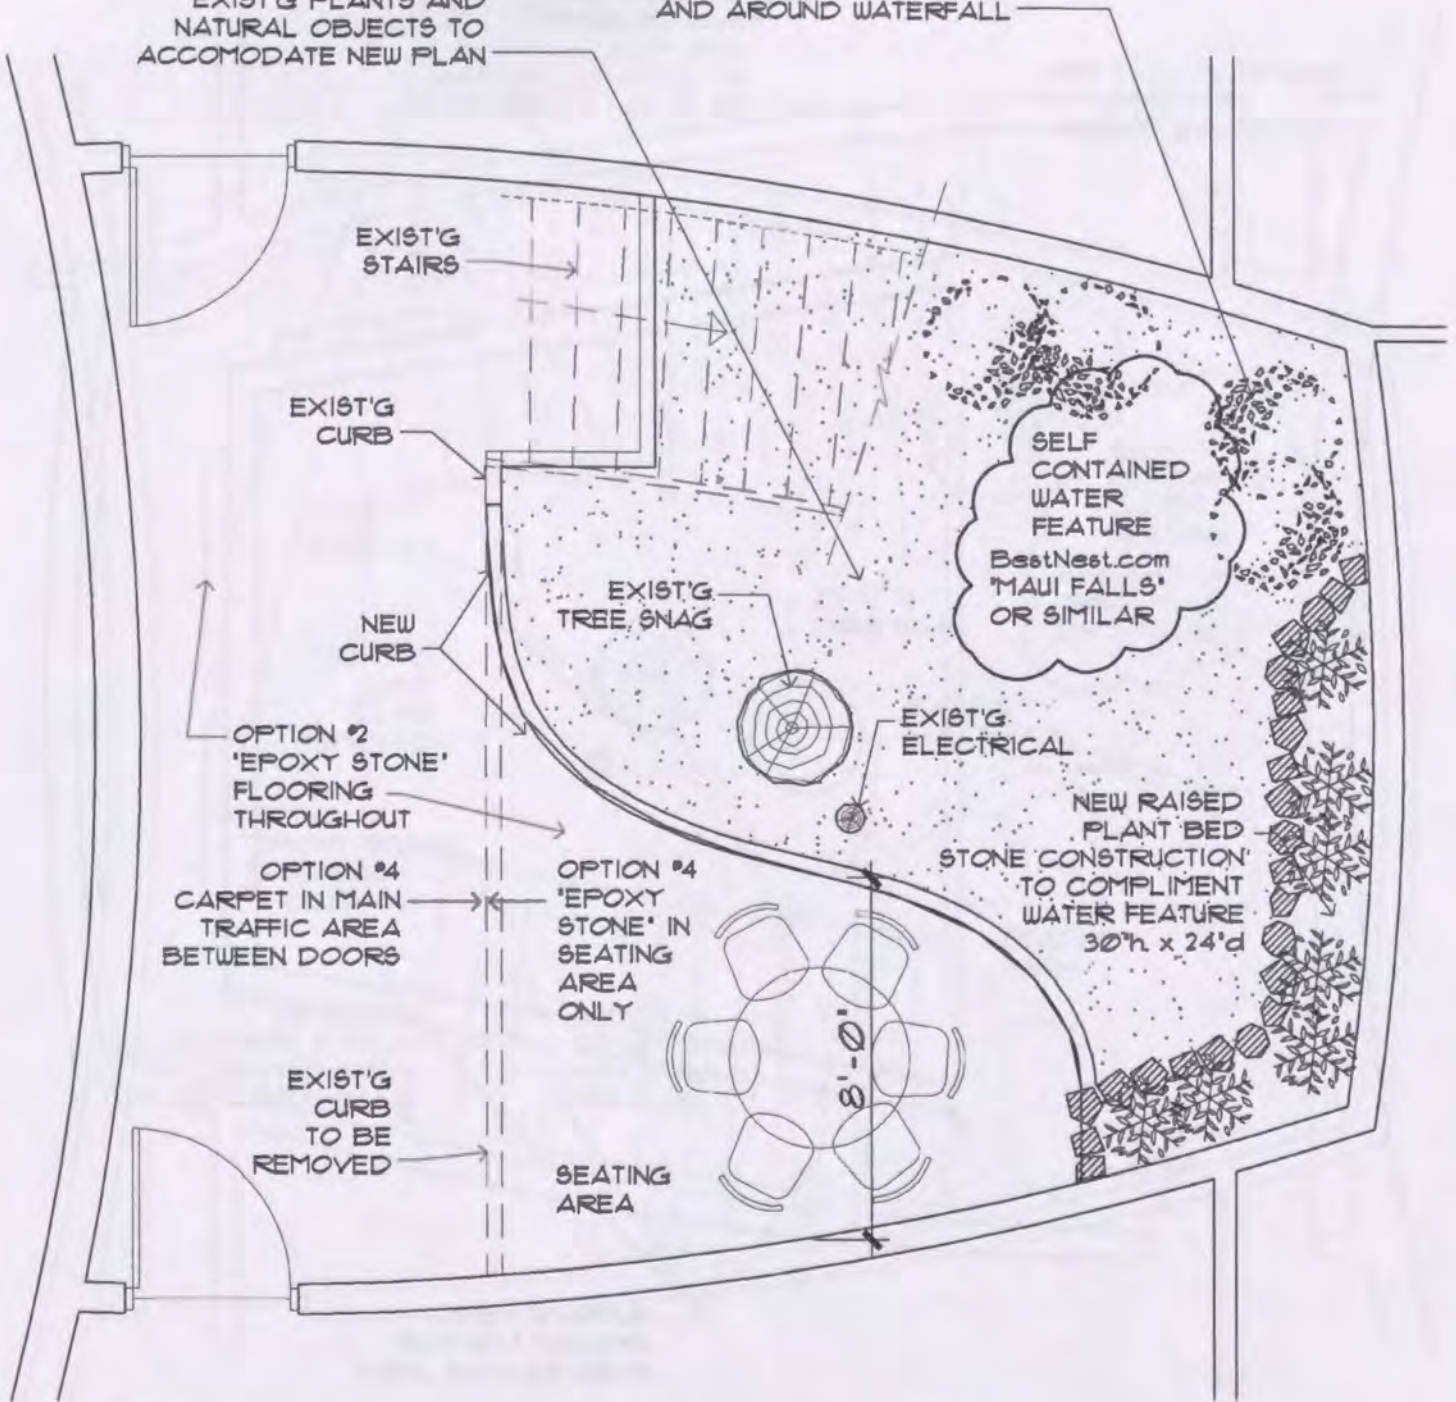 EXIST'G PLANTS AND
NATURAL OBJECTS TO
ACCOMODATE NEW PLAN
AND AROUND WATERFALL
EXIST'G
STAIRS
EXIST'G
CURB
SELF
CONTAINED
WATER
FEATURE
BestNest.com
"MAUI FALLS"
OR SIMILAR
EXIST'G
TREE SNAG
NEW
CURB
EXIST'G
ELECTRICAL
OPTION #2
"EPOXY STONE"
FLOORING
THROUGHOUT
NEW RAISED
PLANT BED
STONE CONSTRUCTION
TO COMPLIMENT
WATER FEATURE
30"h x 24"d
OPTION #4
CARPET IN MAIN
TRAFFIC AREA
BETWEEN DOORS
OPTION #4
"EPOXY
STONE" IN
SEATING
AREA
ONLY
8'-0"
EXIST'G
CURB
TO BE
REMOVED
SEATING
AREA